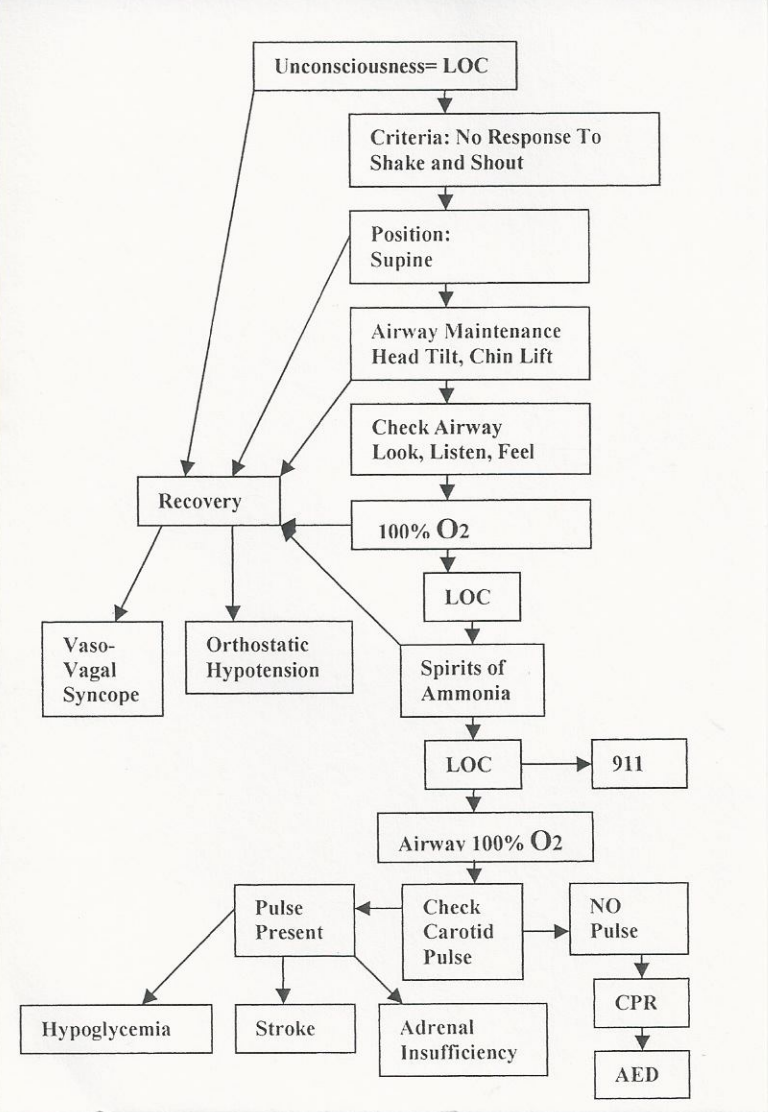 Unconsciousness= LOC
Criteria: No Response To
Shake and Shout
Position:
Supine
Airway Maintenance
Head Tilt, Chin Lift
Check Airway
Look, Listen, Feel
Recovery
100% O2
LOC
Vaso-
Vagal
Syncope
Orthostatic
Hypotension
Spirits of
Ammonia
LOC
911
Airway 100% O2
Pulse
Present
Check
Carotid
Pulse
NO
Pulse
CPR
Hypoglycemia
Stroke
Adrenal
Insufficiency
AED